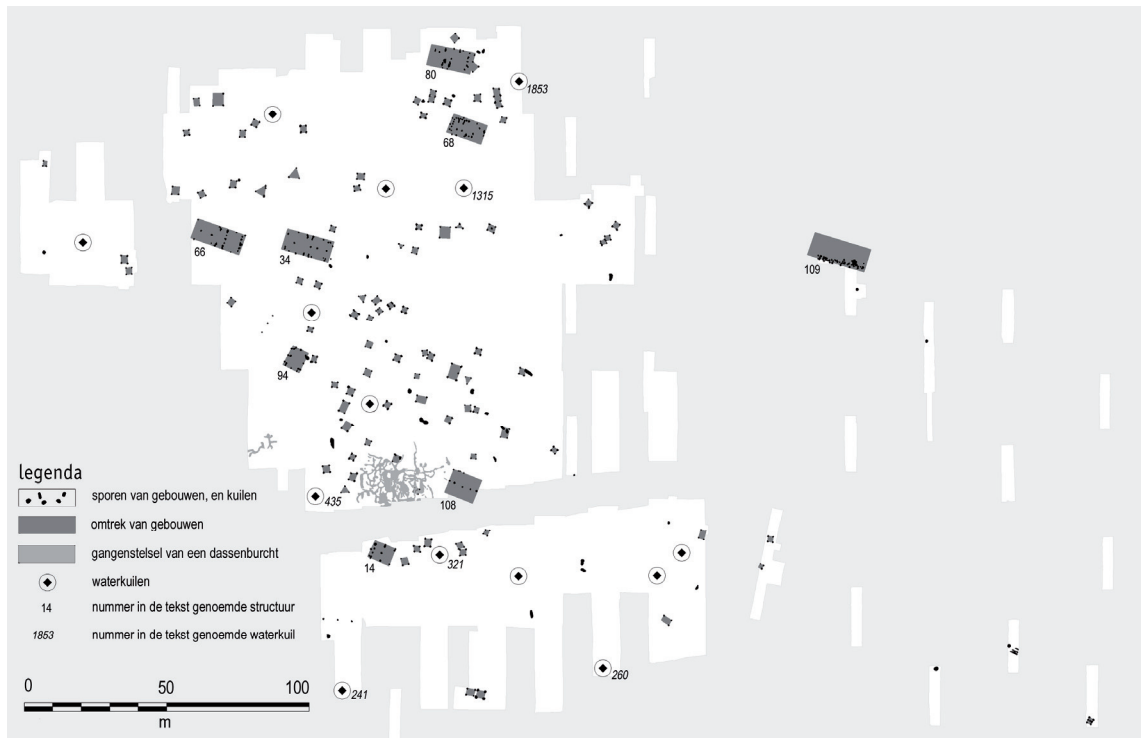 80
1853
68
1315
66
34
109
94
435
108
14
321
260
241
legenda
sporen van gebouwen, en kuilen
omtrek van gebouwen
gangenstelsel van een dassenburcht
waterkuilen
14 nummer in de tekst genoemde structuur
1853 nummer in de tekst genoemde waterkuil
0 50 100
m